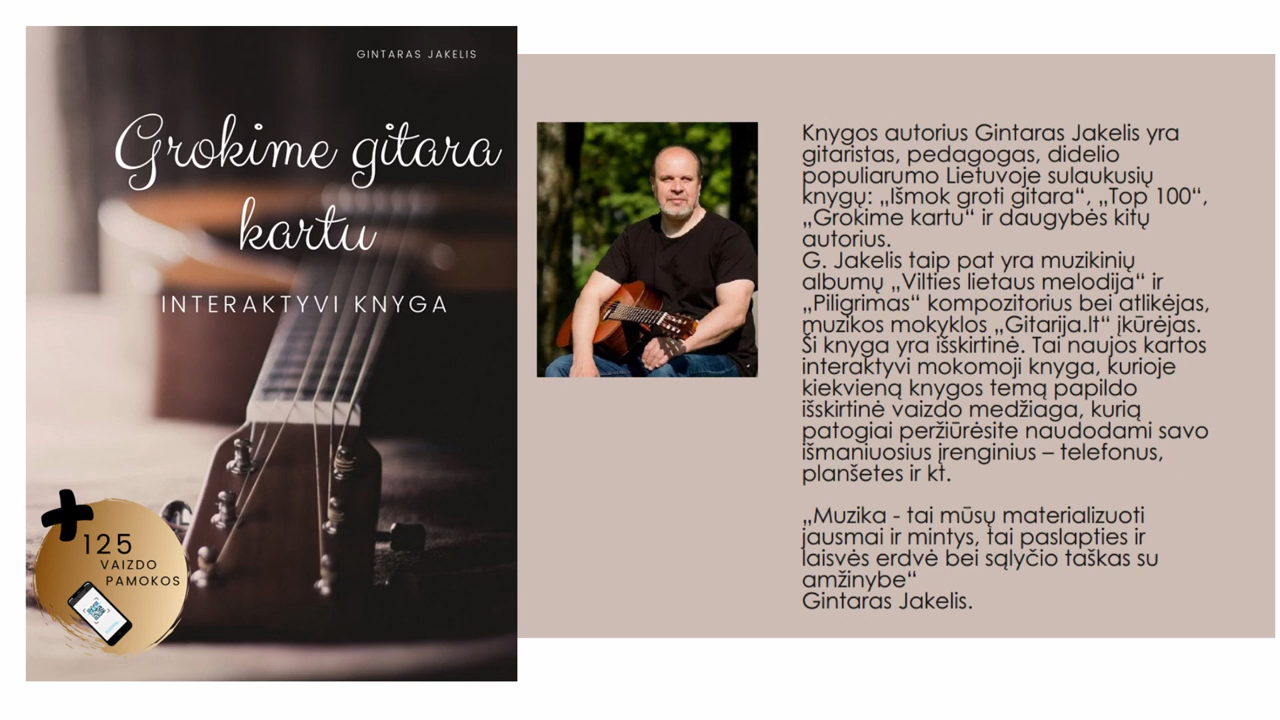 GINTARAS JAKELIS
Grokime gitara
kartu
INTERAKTYVI KNYGA
125
VAIZDO
PAMOKOS
Knygos autorius Gintaras Jakelis yra
gitaristas, pedagogas, didelio
populiarumo Lietuvoje sulaukusių
knygų: „Išmok groti gitara“, „Top 100“,
„Grokime kartu“ ir daugybės kitų
autorius.
G. Jakelis taip pat yra muzikinių
albumų „Vilties lietaus melodija“ ir
„Piligrimas“ kompozitorius bei atlikėjas,
muzikos mokyklos „Gitarija.lt“ įkūrėjas.
Ši knyga yra išskirtinė. Tai naujos kartos
interaktyvi mokomoji knyga, kurioje
kiekvieną knygos temą papildo
išskirtinė vaizdo medžiaga, kurią
patogiai peržiūrėsite naudodami savo
išmaniuosius įrenginius – telefonus,
planšetes ir kt.
„Muzika - tai mūsų materializuoti
jausmai ir mintys, tai paslapties ir
laisvės erdvė bei sąlyčio taškas su
amžinybe“
Gintaras Jakelis.